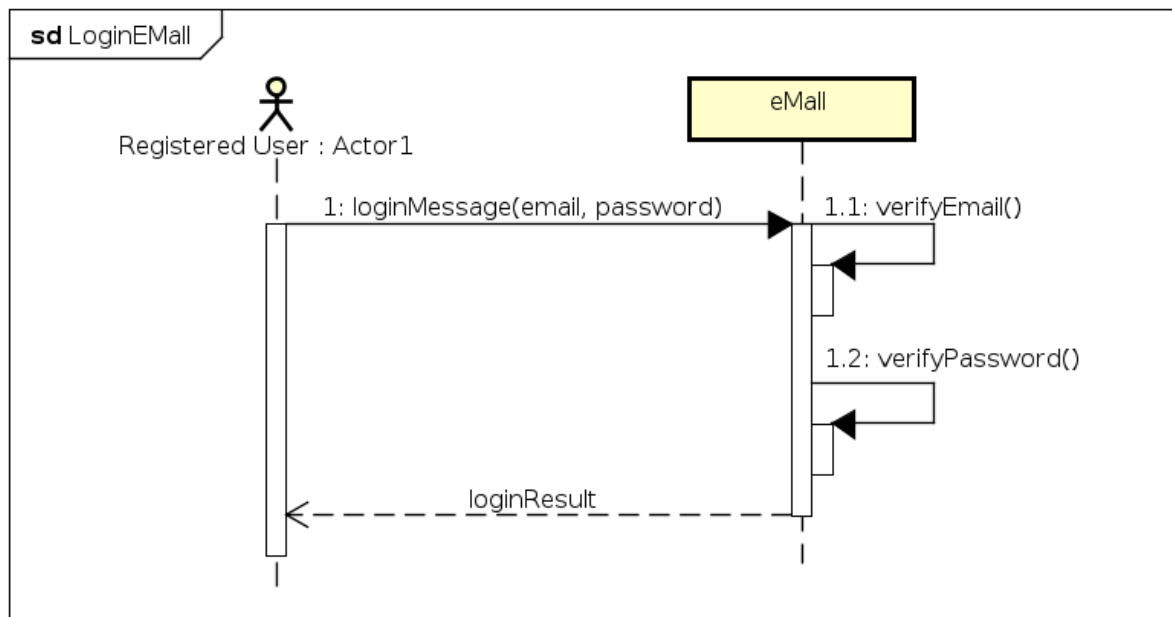 sd LoginEMall
eMall
Registered User : Actor1
1: loginMessage(email, password)
1.1: verifyEmail()
1.2: verifyPassword()
loginResult